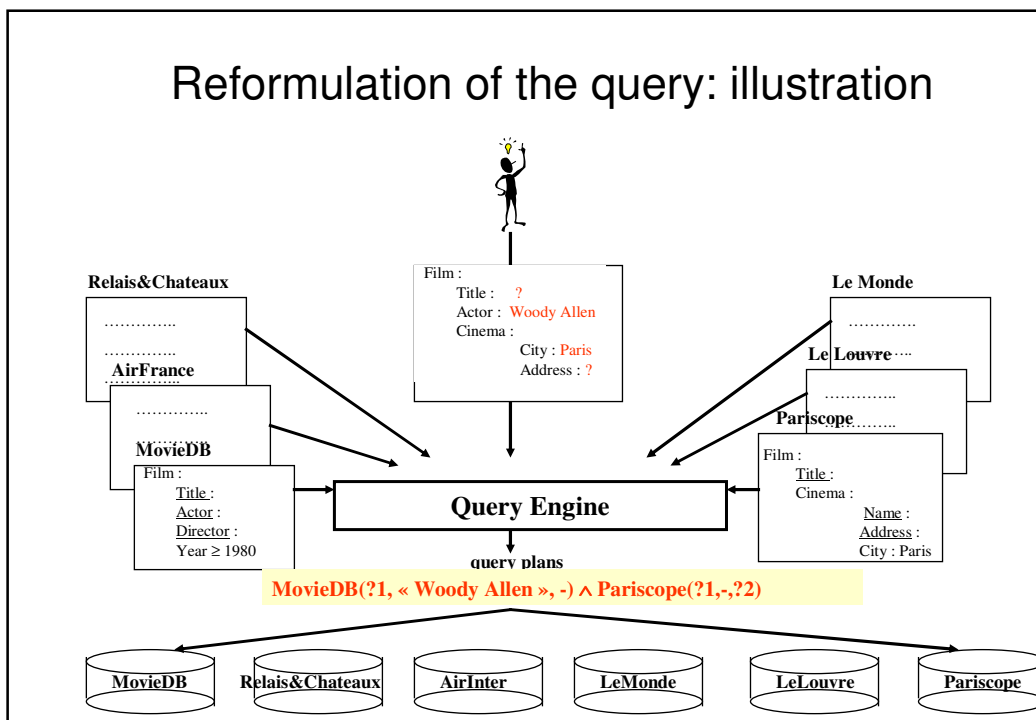 Reformulation of the query: illustration
Relais&Chateaux
…………..
…………..
…………...
AirFrance
…………..
…………..
MovieDB
Film :
Title :
Actor :
Director :
Year ≥ 1980
Film :
Title : ?
Actor : Woody Allen
Cinema :
City : Paris
Address : ?
Le Monde
………….
…………..
Le Louvre
…………..
…………..
Pariscope
Film :
Title :
Cinema :
Name :
Address :
City : Paris
Query Engine
query plans
MovieDB(?1, « Woody Allen », -) ∧ Pariscope(?1,-,?2)
MovieDB
Relais&Chateaux
AirInter
LeMonde
LeLouvre
Pariscope